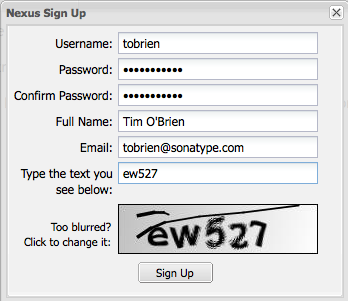 Nexus Sign Up
Username: tobrien
Password: •••••••••••
Confirm Password: •••••••••••
Full Name: Tim O'Brien
Email: tobrien@sonatype.com
Type the text you ew527
see below:
Too blurred?
Click to change it:
ew527
Sign Up